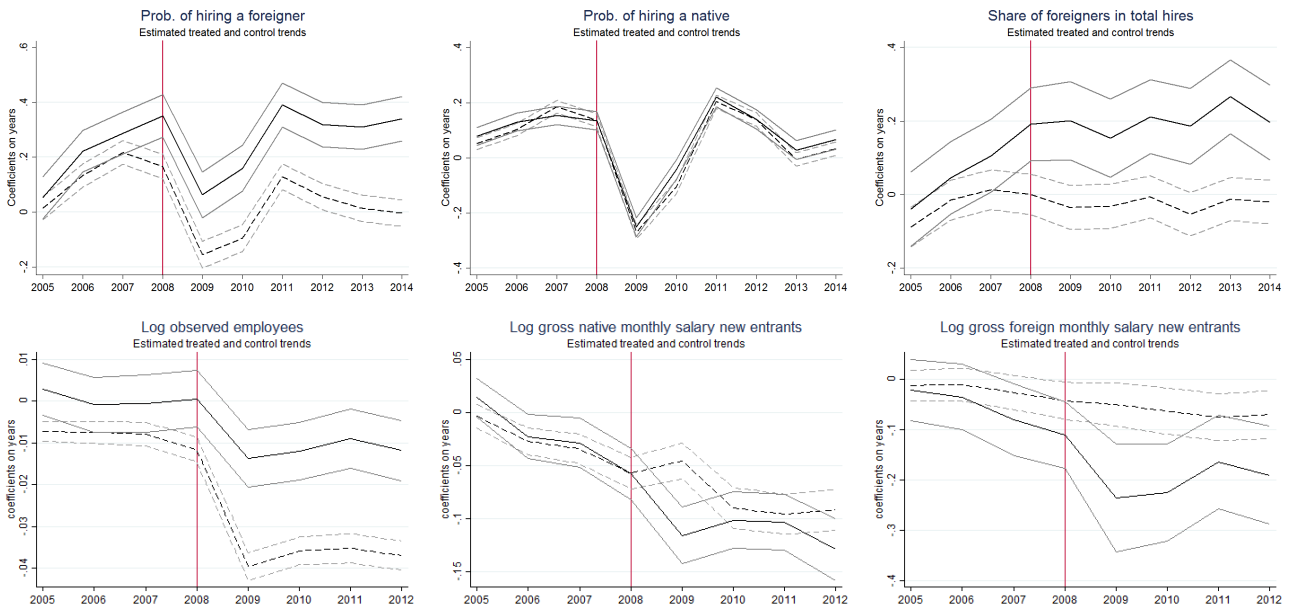 Prob. of hiring a foreigner
Estimated treated and control trends
Coefficients on years
.6
.4
.2
0
-.2
2005 2006 2007 2008 2009 2010 2011 2012 2013 2014
Prob. of hiring a native
Estimated treated and control trends
Coefficients on years
.4
.2
0
-.2
-.4
2005 2006 2007 2008 2009 2010 2011 2012 2013 2014
Share of foreigners in total hires
Estimated treated and control trends
Coefficients on years
.4
.2
0
-.2
2005 2006 2007 2008 2009 2010 2011 2012 2013 2014
Log observed employees
Estimated treated and control trends
coefficients on years
.01
0
-.01
-.02
-.03
-.04
2005 2006 2007 2008 2009 2010 2011 2012
Log gross native monthly salary new entrants
Estimated treated and control trends
coefficients on years
.05
0
-.05
-.1
-.15
2005 2006 2007 2008 2009 2010 2011 2012
Log gross foreign monthly salary new entrants
Estimated treated and control trends
coefficients on years
0
-.1
-.2
-.3
-.4
2005 2006 2007 2008 2009 2010 2011 2012